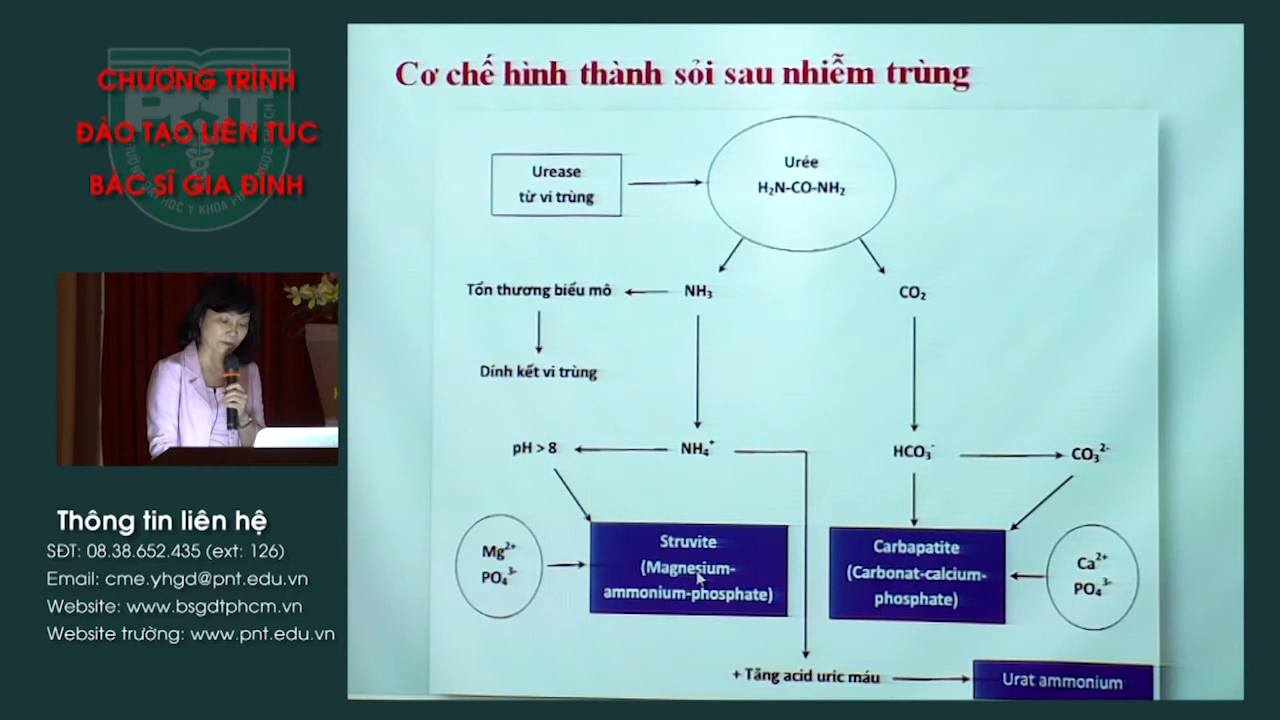 CHƯƠNG TRÌNH
ĐÀO TẠO LIÊN TỤC
BÁC SĨ GIA ĐÌNH
PNT
Thông tin liên hệ
SĐT: 08.38.652.435 (ext: 126)
Email: cme.yhgd@pnt.edu.vn
Website: www.bsgdtphcm.vn
Website trường: www.pnt.edu.vn
Cơ chế hình thành sỏi sau nhiễm trùng
Urease
từ vi trùng
Urée
H₂N-CO-NH₂
Tổn thương biểu mô
NH₃
CO₂
Dính kết vi trùng
pH > 8
NH₄⁺
HCO₃⁻
CO₃²⁻
Mg²⁺
PO₄³⁻
Struvite
(Magnesium-
ammonium-phosphate)
Carbapatite
(Carbonat-calcium-
phosphate)
Ca²⁺
PO₄³⁻
+ Tăng acid uric máu
Urat ammonium